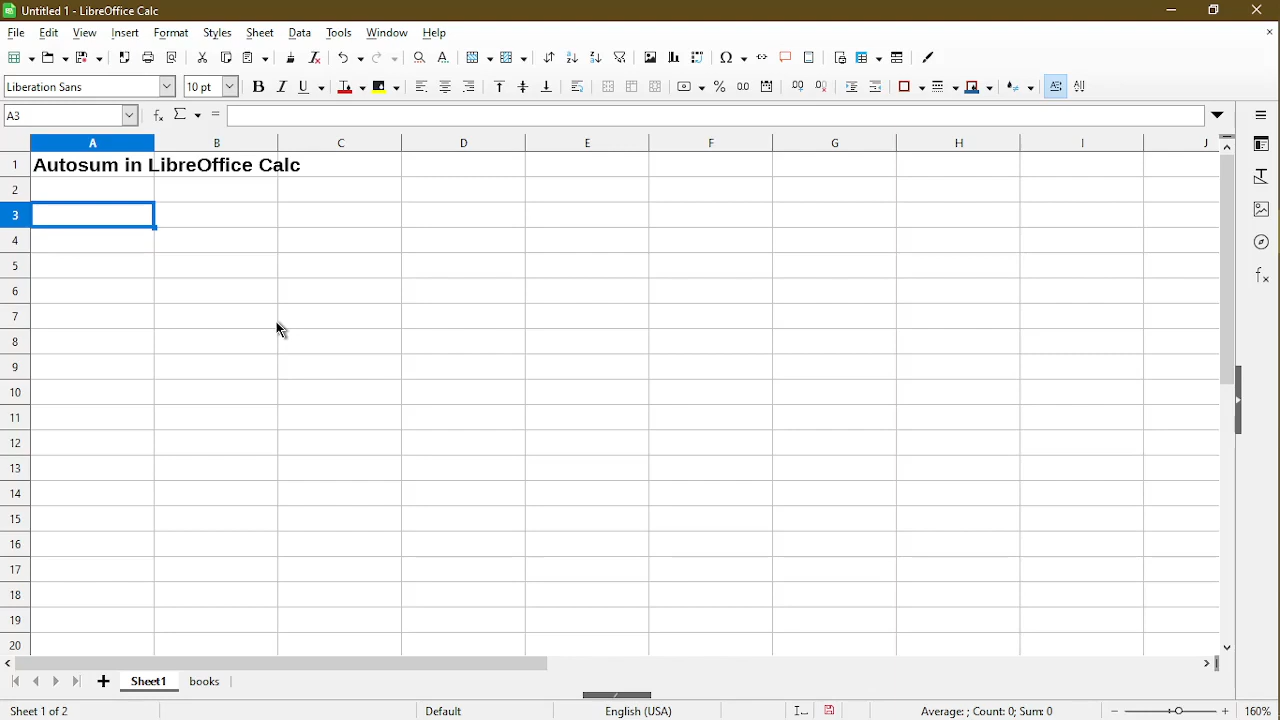 Untitled 1 - LibreOffice Calc
File Edit View Insert Format Styles Sheet Data Tools Window Help
Liberation Sans 10 pt
A3
A B C D E F G H I J
1 Autosum in LibreOffice Calc
2
3
4
5
6
7
8
9
10
11
12
13
14
15
16
17
18
19
20
Sheet1 books
Sheet 1 of 2 Default English (USA) Average: ; Count: 0; Sum: 0 160%